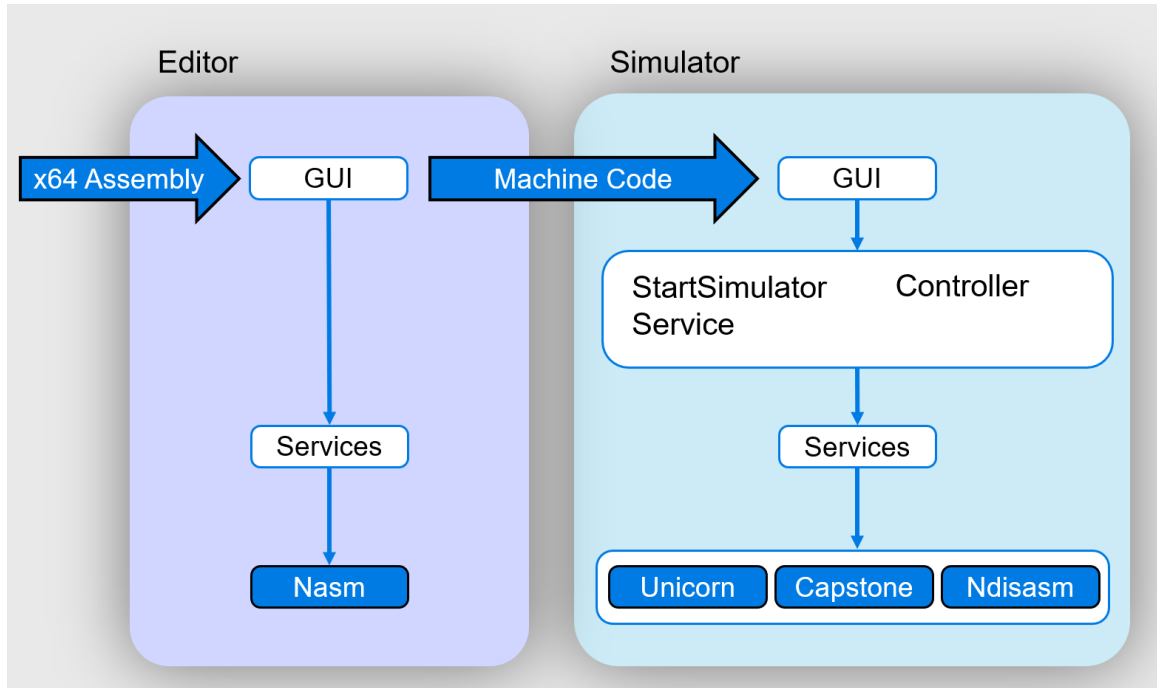 Editor
Simulator
x64 Assembly
GUI
Machine Code
GUI
StartSimulator
Service
Controller
Services
Services
Nasm
Unicorn
Capstone
Ndisasm